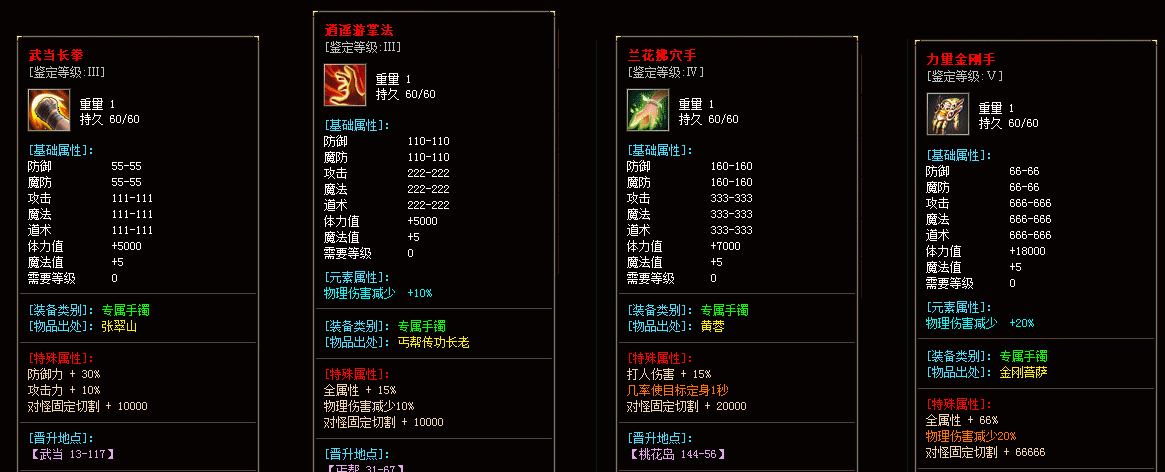 武当长拳
[鉴定等级:III]
重量 1
持久 60/60
[基础属性]:
防御 55-55
魔防 55-55
攻击 111-111
魔法 111-111
道术 111-111
体力值 +5000
魔法值 +5
需要等级 0
[装备类别]: 专属手镯
[物品出处]: 张翠山
[特殊属性]:
防御力 + 30%
攻击力 + 10%
对怪固定切割 + 10000
[晋升地点]:
【武当 13-117】
逍遥游掌法
[鉴定等级:III]
重量 1
持久 60/60
[基础属性]:
防御 110-110
魔防 110-110
攻击 222-222
魔法 222-222
道术 222-222
体力值 +5000
魔法值 +5
需要等级 0
[元素属性]:
物理伤害减少 +10%
[装备类别]: 专属手镯
[物品出处]: 丐帮传功长老
[特殊属性]:
全属性 + 15%
物理伤害减少10%
对怪固定切割 + 10000
[晋升地点]:
【丐帮 31-67】
兰花拂穴手
[鉴定等级:IV]
重量 1
持久 60/60
[基础属性]:
防御 160-160
魔防 160-160
攻击 333-333
魔法 333-333
道术 333-333
体力值 +7000
魔法值 +5
需要等级 0
[装备类别]: 专属手镯
[物品出处]: 黄蓉
[特殊属性]:
打人伤害 + 15%
几率使目标定身1秒
对怪固定切割 + 20000
[晋升地点]:
【桃花岛 144-56】
力量金刚手
[鉴定等级:V]
重量 1
持久 60/60
[基础属性]:
防御 66-66
魔防 66-66
攻击 666-666
魔法 666-666
道术 666-666
体力值 +18000
魔法值 +5
需要等级 0
[元素属性]:
物理伤害减少 +20%
[装备类别]: 专属手镯
[物品出处]: 金刚菩萨
[特殊属性]:
全属性 + 66%
物理伤害减少20%
对怪固定切割 + 66666